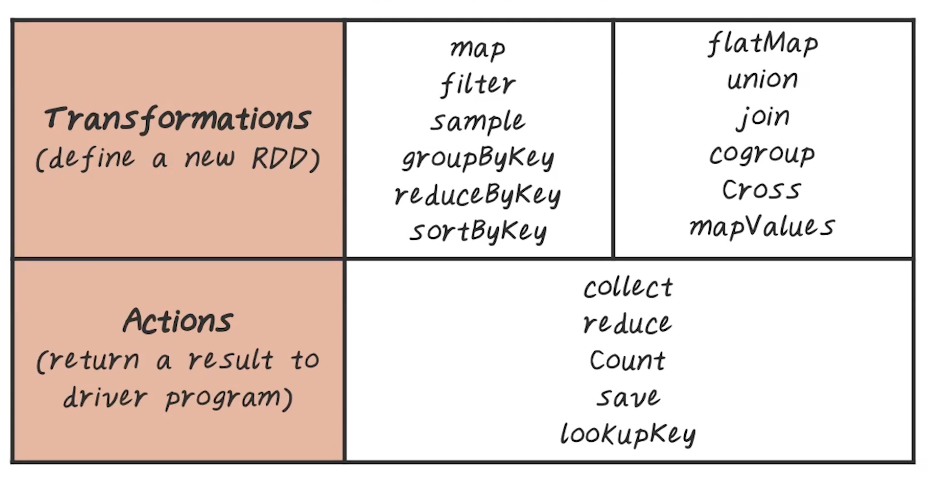 Transformations
(define a new RDD)
map
filter
sample
groupByKey
reduceByKey
sortByKey
flatMap
union
join
cogroup
Cross
mapValues
Actions
(return a result to
driver program)
collect
reduce
Count
save
lookupKey